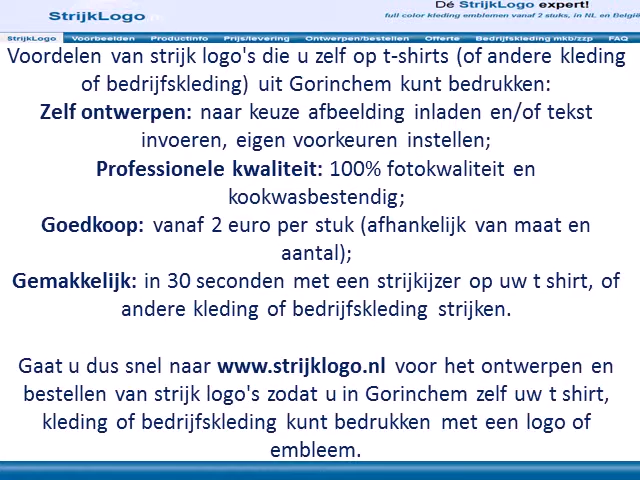 StrijkLogo
Dé StrijkLogo expert!
full color kleding emblemen vanaf 2 stuks, in NL en België
StrijkLogo Voorbeelden Productinfo Prijs/levering Ontwerpen/bestellen Offerte Bedrijfskleding mkb/zzp FAQ
Voordelen van strijk logo's die u zelf op t-shirts (of andere kleding
of bedrijfskleding) uit Gorinchem kunt bedrukken:
Zelf ontwerpen: naar keuze afbeelding inladen en/of tekst
invoeren, eigen voorkeuren instellen;
Professionele kwaliteit: 100% fotokwaliteit en
kookwasbestendig;
Goedkoop: vanaf 2 euro per stuk (afhankelijk van maat en
aantal);
Gemakkelijk: in 30 seconden met een strijkijzer op uw t shirt, of
andere kleding of bedrijfskleding strijken.
Gaat u dus snel naar www.strijklogo.nl voor het ontwerpen en
bestellen van strijk logo's zodat u in Gorinchem zelf uw t shirt,
kleding of bedrijfskleding kunt bedrukken met een logo of
embleem.